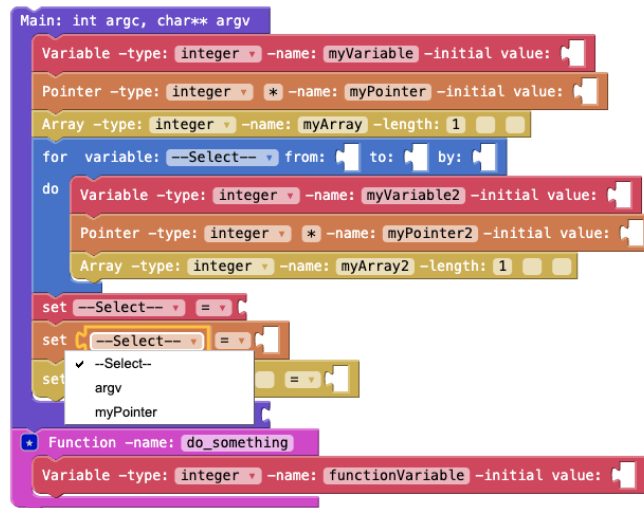 Main: int argc, char** argv
Variable -type: integer ▾ -name: myVariable -initial value:
Pointer -type: integer ▾ * -name: myPointer -initial value:
Array -type: integer ▾ -name: myArray -length: 1
for variable: --Select-- ▾ from: to: by:
do
Variable -type: integer ▾ -name: myVariable2 -initial value:
Pointer -type: integer ▾ * -name: myPointer2 -initial value:
Array -type: integer ▾ -name: myArray2 -length: 1
set --Select-- ▾ = ▾
set --Select-- ▾ = ▾
✓ --Select--
argv
myPointer
set = ▾
★ Function -name: do_something
Variable -type: integer ▾ -name: functionVariable -initial value: